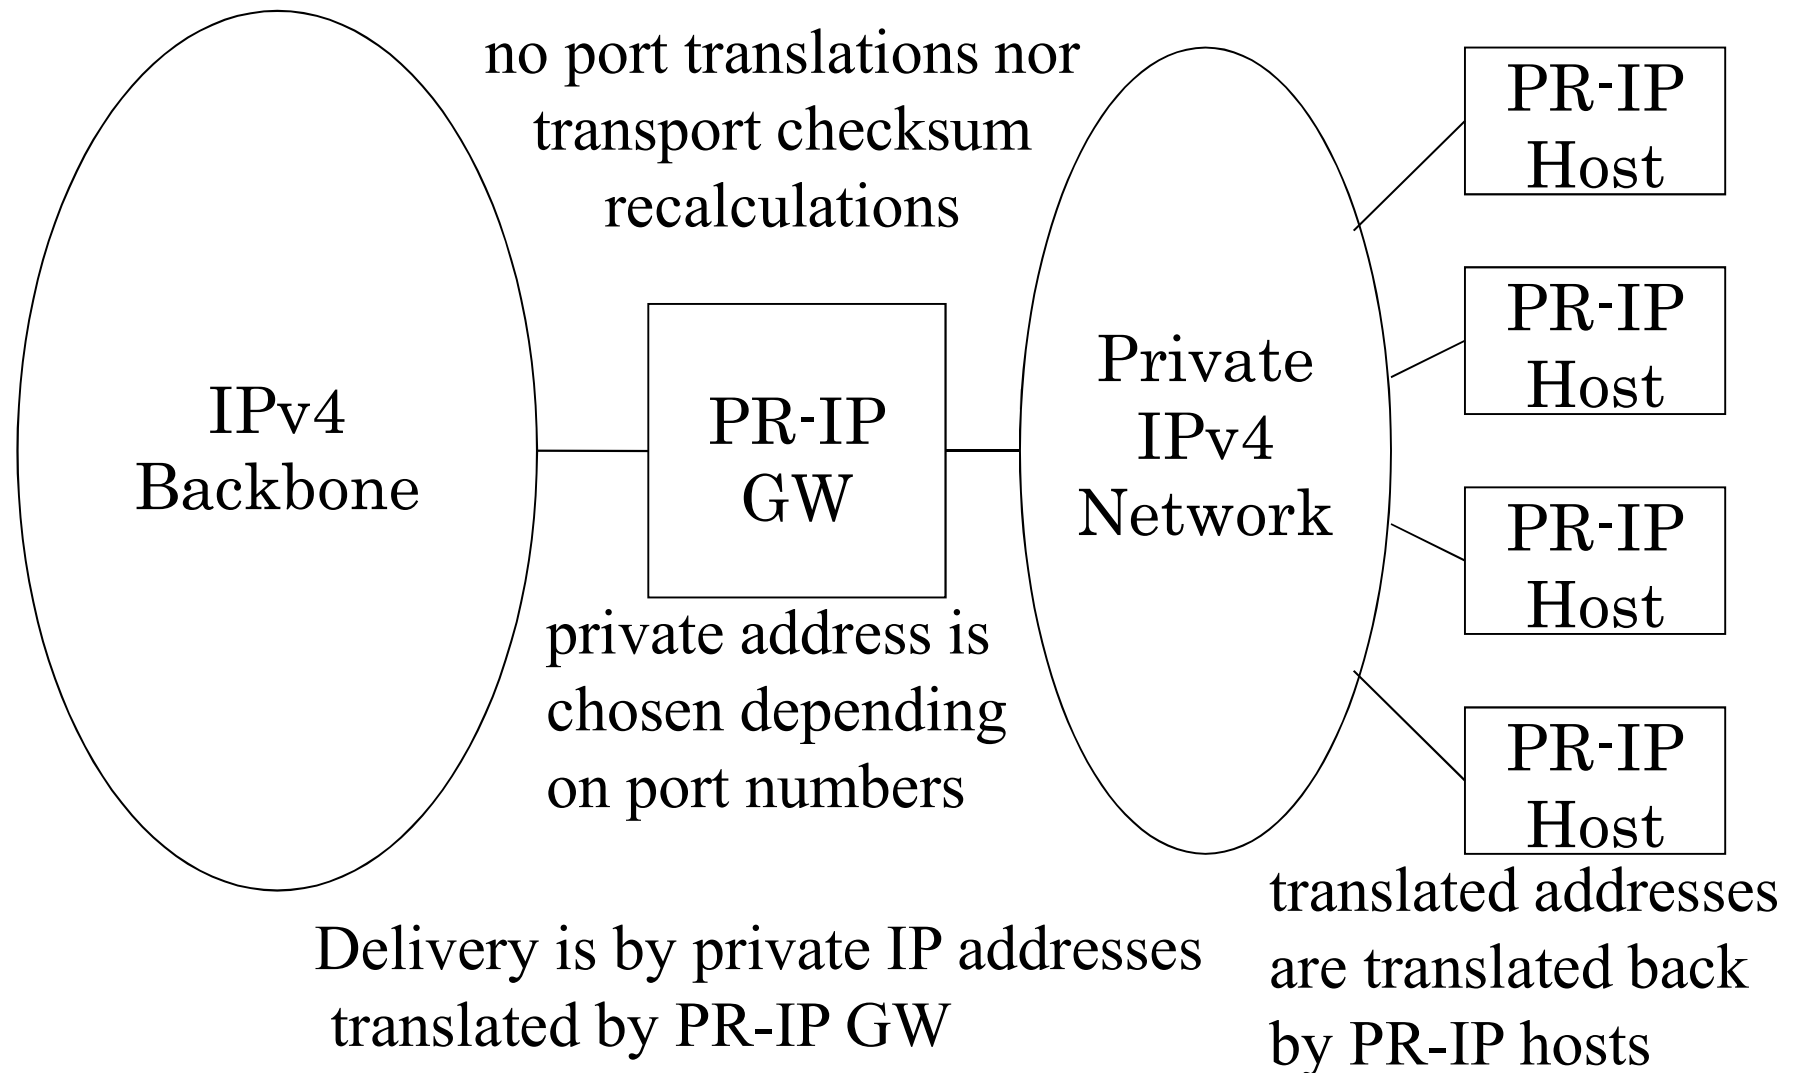 no port translations nor
transport checksum
recalculations
IPv4
Backbone
PR-IP
GW
Private
IPv4
Network
PR-IP
Host
PR-IP
Host
PR-IP
Host
PR-IP
Host
private address is
chosen depending
on port numbers
Delivery is by private IP addresses
translated by PR-IP GW
translated addresses
are translated back
by PR-IP hosts